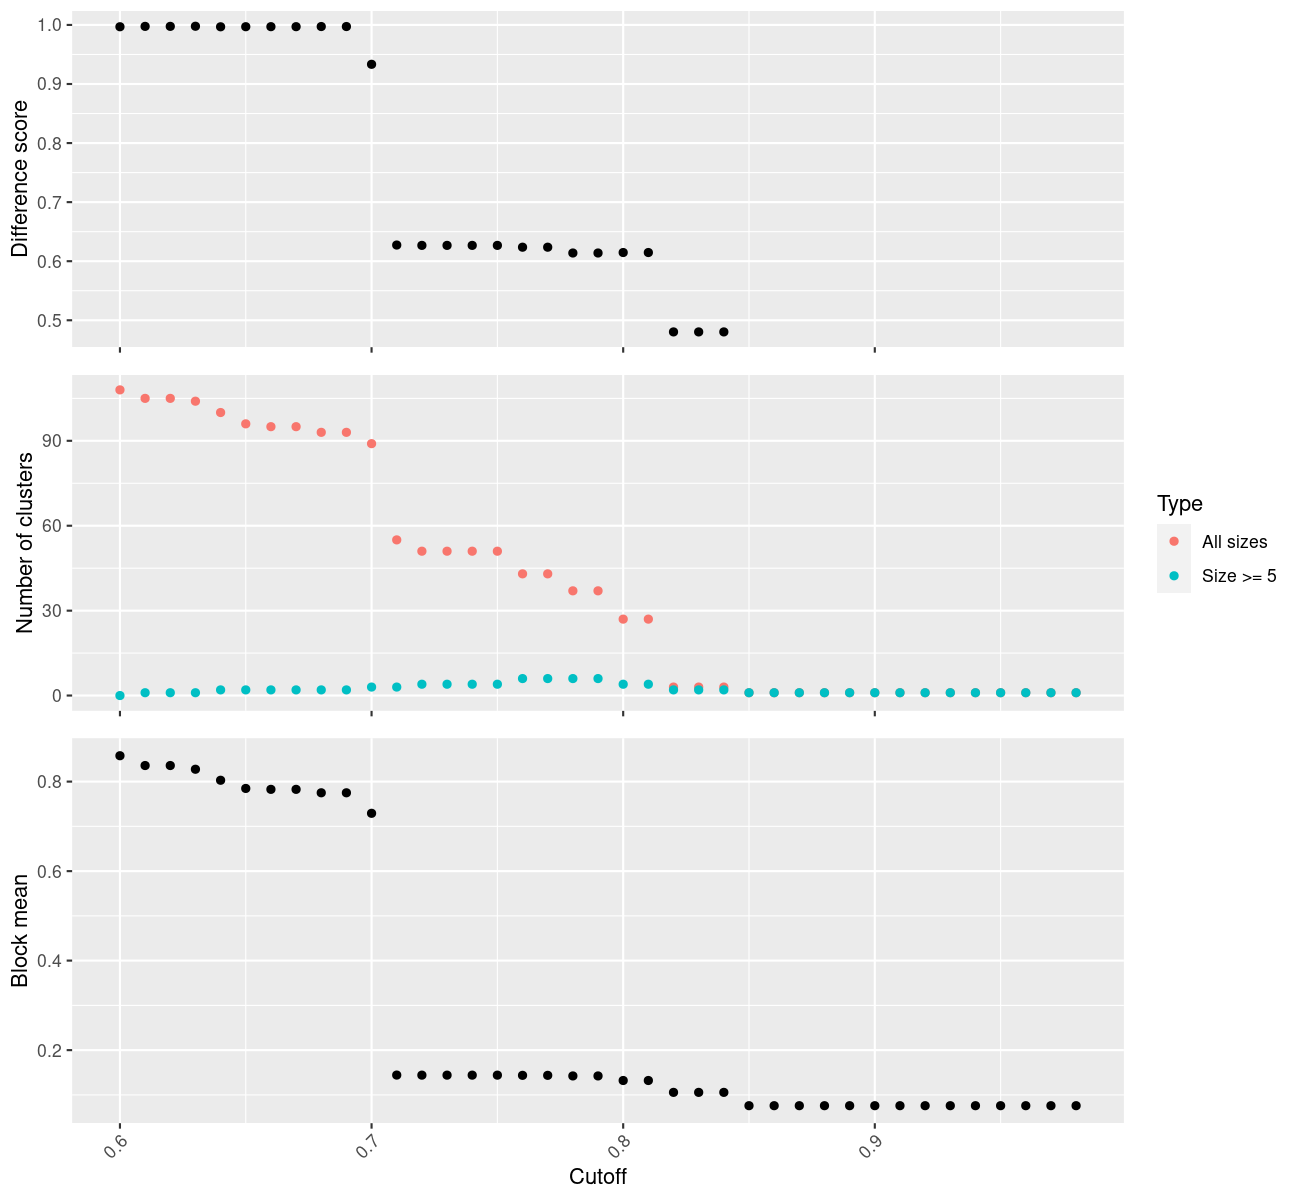 Difference score
1.0
0.9
0.8
0.7
0.6
0.5
Number of clusters
90
60
30
0
Type
All sizes
Size >= 5
Block mean
0.8
0.6
0.4
0.2
0.6
0.7
0.8
0.9
Cutoff